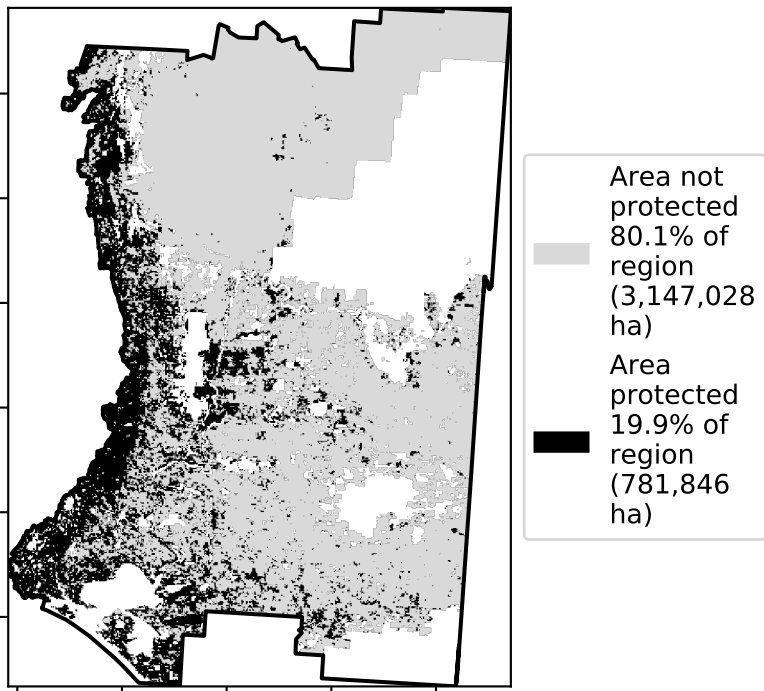 Area not
protected
80.1% of
region
(3,147,028
ha)
Area
protected
19.9% of
region
(781,846
ha)